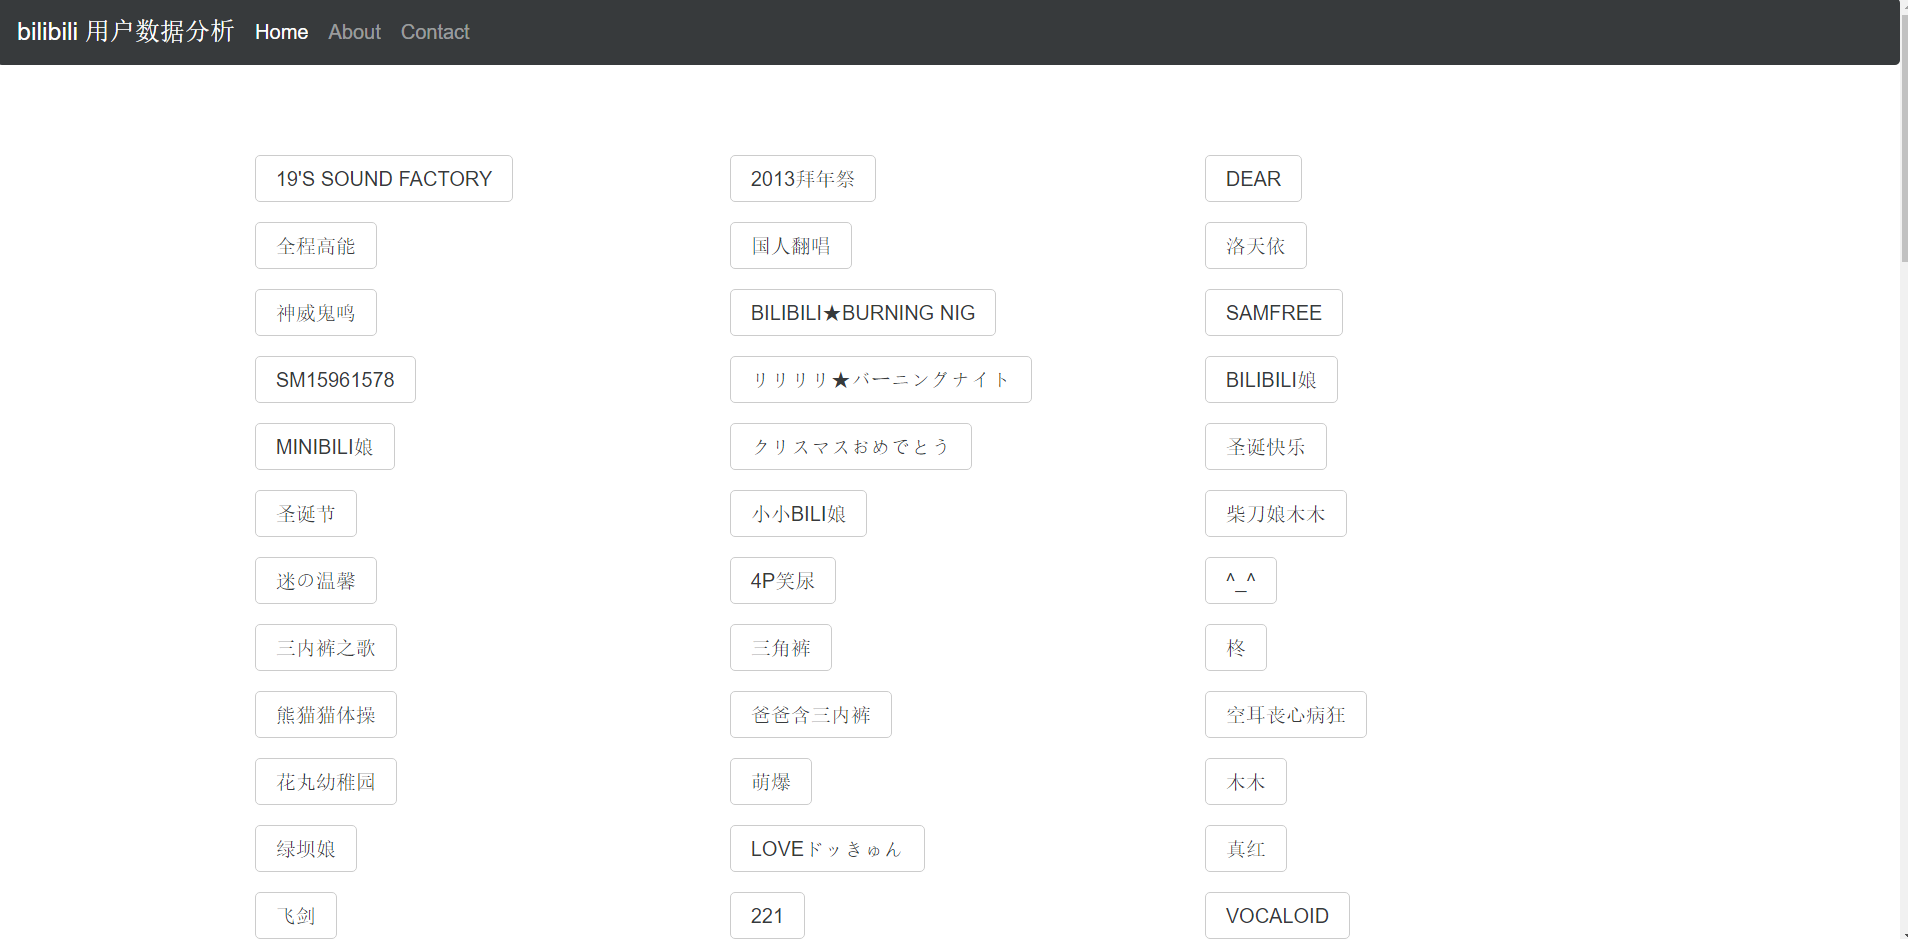 bilibili 用户数据分析 Home About Contact
19'S SOUND FACTORY 2013拜年祭 DEAR
全程高能 国人翻唱 洛天依
神威鬼鸣 BILIBILI★BURNING NIG SAMFREE
SM15961578 リリリリ★バーニングナイト BILIBILI娘
MINIBILI娘 クリスマスおめでとう 圣诞快乐
圣诞节 小小BILI娘 柴刀娘木木
迷の温馨 4P笑尿 ^_^
三内裤之歌 三角裤 柊
熊猫猫体操 爸爸含三内裤 空耳丧心病狂
花丸幼稚园 萌爆 木木
绿坝娘 LOVEドッきゅん 真红
飞剑 221 VOCALOID